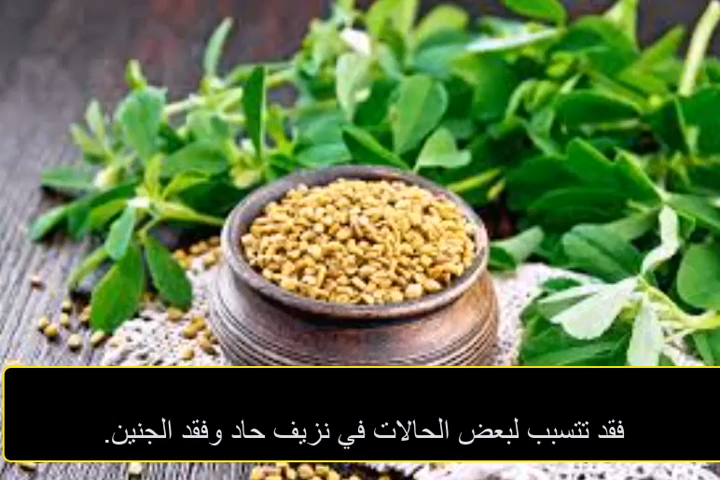 فقد تتسبب لبعض الحالات في نزيف حاد وفقد الجنين.